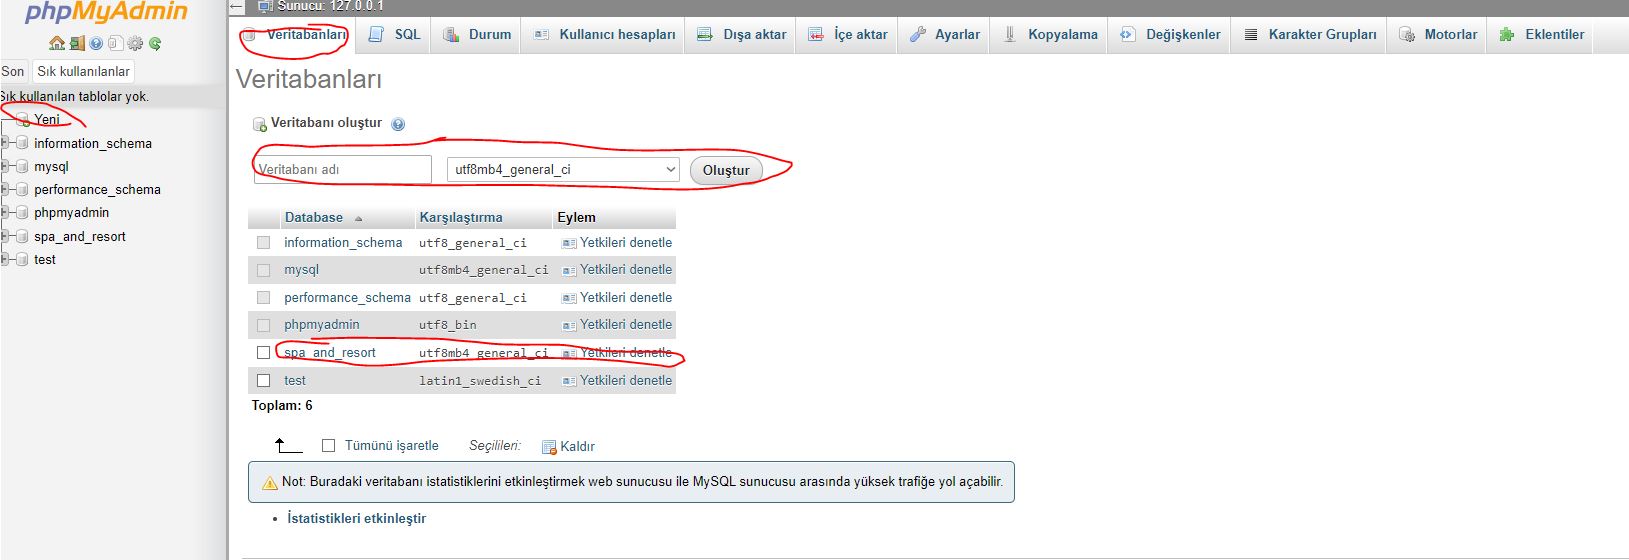 phpMyAdmin
Son Sık kullanılanlar
Sık kullanılan tablolar yok.
Yeni
information_schema
mysql
performance_schema
phpmyadmin
spa_and_resort
test
Sunucu: 127.0.0.1
Veritabanları SQL Durum Kullanıcı hesapları Dışa aktar İçe aktar Ayarlar Kopyalama Değişkenler Karakter Grupları Motorlar Eklentiler
Veritabanları
Veritabanı oluştur
Veritabanı adı utf8mb4_general_ci Oluştur
Database Karşılaştırma Eylem
information_schema utf8_general_ci Yetkileri denetle
mysql utf8mb4_general_ci Yetkileri denetle
performance_schema utf8_general_ci Yetkileri denetle
phpmyadmin utf8_bin Yetkileri denetle
spa_and_resort utf8mb4_general_ci Yetkileri denetle
test latin1_swedish_ci Yetkileri denetle
Toplam: 6
Tümünü işaretle Seçilileri: Kaldır
Not: Buradaki veritabanı istatistiklerini etkinleştirmek web sunucusu ile MySQL sunucusu arasında yüksek trafiğe yol açabilir.
• İstatistikleri etkinleştir